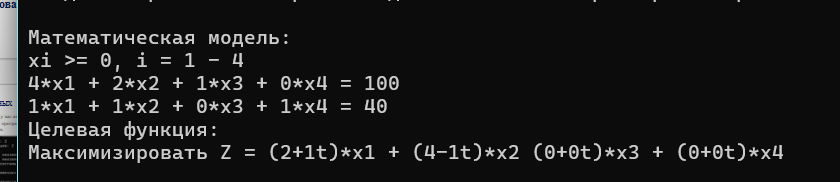 Математическая модель:
xi >= 0, i = 1 - 4
4*x1 + 2*x2 + 1*x3 + 0*x4 = 100
1*x1 + 1*x2 + 0*x3 + 1*x4 = 40
Целевая функция:
Максимизировать Z = (2+1t)*x1 + (4-1t)*x2 (0+0t)*x3 + (0+0t)*x4